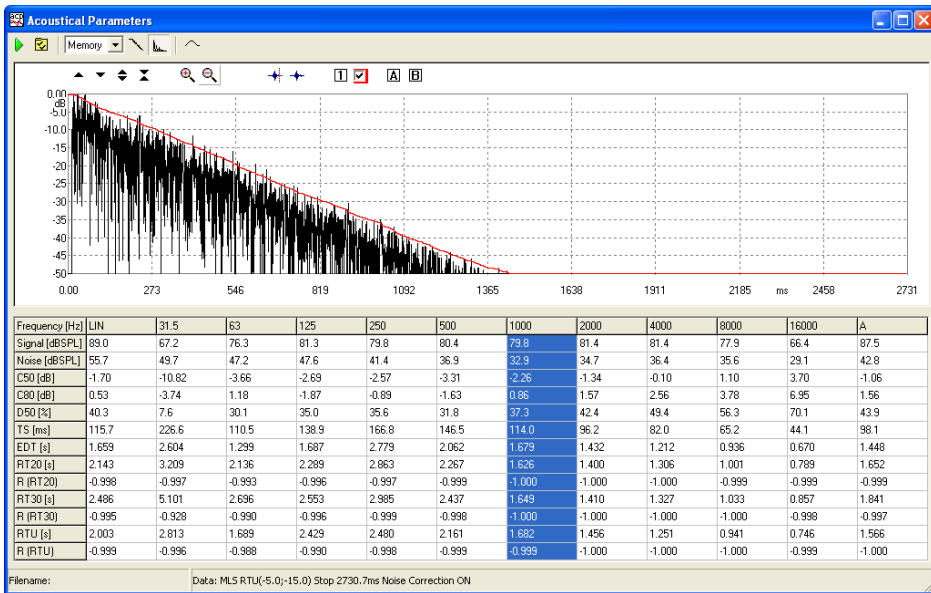 Acoustical Parameters
Memory
1 A B
0.00
dB
-5.0
-10.0
-15
-20
-25
-30
-35
-40
-45
-50
0.00 273 546 819 1092 1365 1638 1911 2185 ms 2458 2731
Frequency [Hz] LIN 31.5 63 125 250 500 1000 2000 4000 8000 16000 A
Signal [dBSPL] 89.0 67.2 76.3 81.3 79.8 80.4 79.8 81.4 81.4 77.9 66.4 87.5
Noise [dBSPL] 55.7 49.7 47.2 47.6 41.4 36.9 32.9 34.7 36.4 35.6 29.1 42.8
C50 [dB] -1.70 -10.82 -3.66 -2.69 -2.57 -3.31 -2.26 -1.34 -0.10 1.10 3.70 -1.06
C80 [dB] 0.53 -3.74 1.18 -1.87 -0.89 -1.63 0.86 1.57 2.56 3.78 6.95 1.56
D50 [%] 40.3 7.6 30.1 35.0 35.6 31.8 37.3 42.4 49.4 56.3 70.1 43.9
TS [ms] 115.7 226.6 110.5 138.9 166.8 146.5 114.0 96.2 82.0 65.2 44.1 98.1
EDT [s] 1.659 2.604 1.299 1.687 2.779 2.062 1.679 1.432 1.212 0.936 0.670 1.448
RT20 [s] 2.143 3.209 2.136 2.289 2.863 2.267 1.626 1.400 1.306 1.001 0.789 1.652
R (RT20) -0.998 -0.997 -0.993 -0.996 -0.997 -0.999 -1.000 -1.000 -1.000 -0.999 -0.999 -0.999
RT30 [s] 2.486 5.101 2.696 2.553 2.985 2.437 1.649 1.410 1.327 1.033 0.857 1.841
R (RT30) -0.995 -0.928 -0.990 -0.996 -0.999 -0.998 -1.000 -1.000 -1.000 -1.000 -0.998 -0.997
RTU [s] 2.003 2.813 1.689 2.429 2.480 2.161 1.682 1.456 1.251 0.941 0.746 1.566
R (RTU) -0.999 -0.996 -0.988 -0.990 -0.998 -0.999 -0.999 -1.000 -1.000 -1.000 -0.999 -1.000
Filename: Data: MLS RTU(-5.0;-15.0) Stop 2730.7ms Noise Correction ON